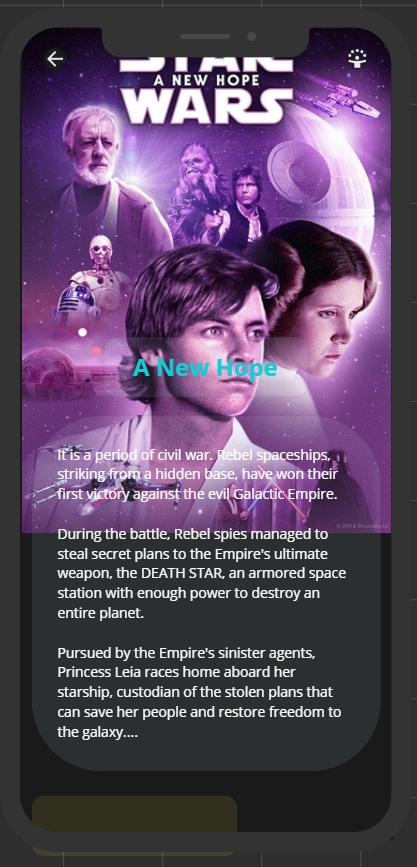 STAR
A NEW HOPE
WARS
A New Hope
It is a period of civil war. Rebel spaceships,
striking from a hidden base, have won their
first victory against the evil Galactic Empire.
During the battle, Rebel spies managed to
steal secret plans to the Empire's ultimate
weapon, the DEATH STAR, an armored space
station with enough power to destroy an
entire planet.
Pursued by the Empire's sinister agents,
Princess Leia races home aboard her
starship, custodian of the stolen plans that
can save her people and restore freedom to
the galaxy....